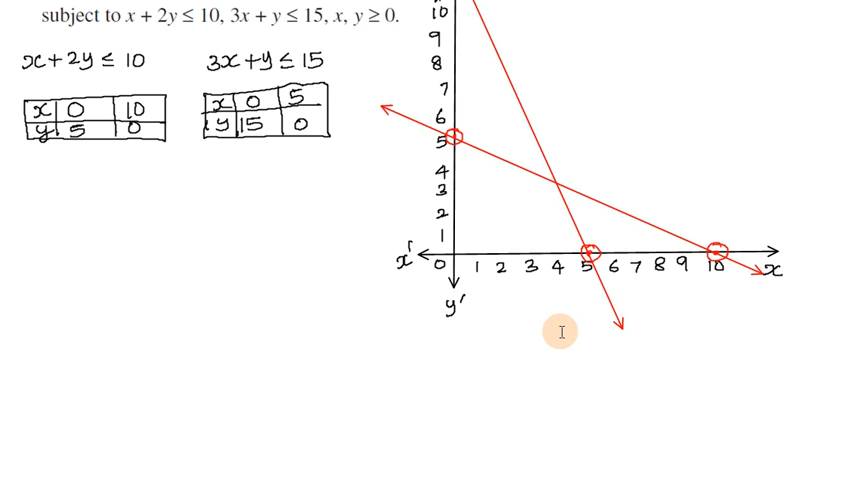 subject to x + 2y ≤ 10, 3x + y ≤ 15, x, y ≥ 0.
x+2y ≤ 10
3x+y ≤ 15
x 0 10
y 5 0
x 0 5
y 15 0
10
9
8
7
6
5
4
3
2
1
x' 0 1 2 3 4 5 6 7 8 9 10 x
y'